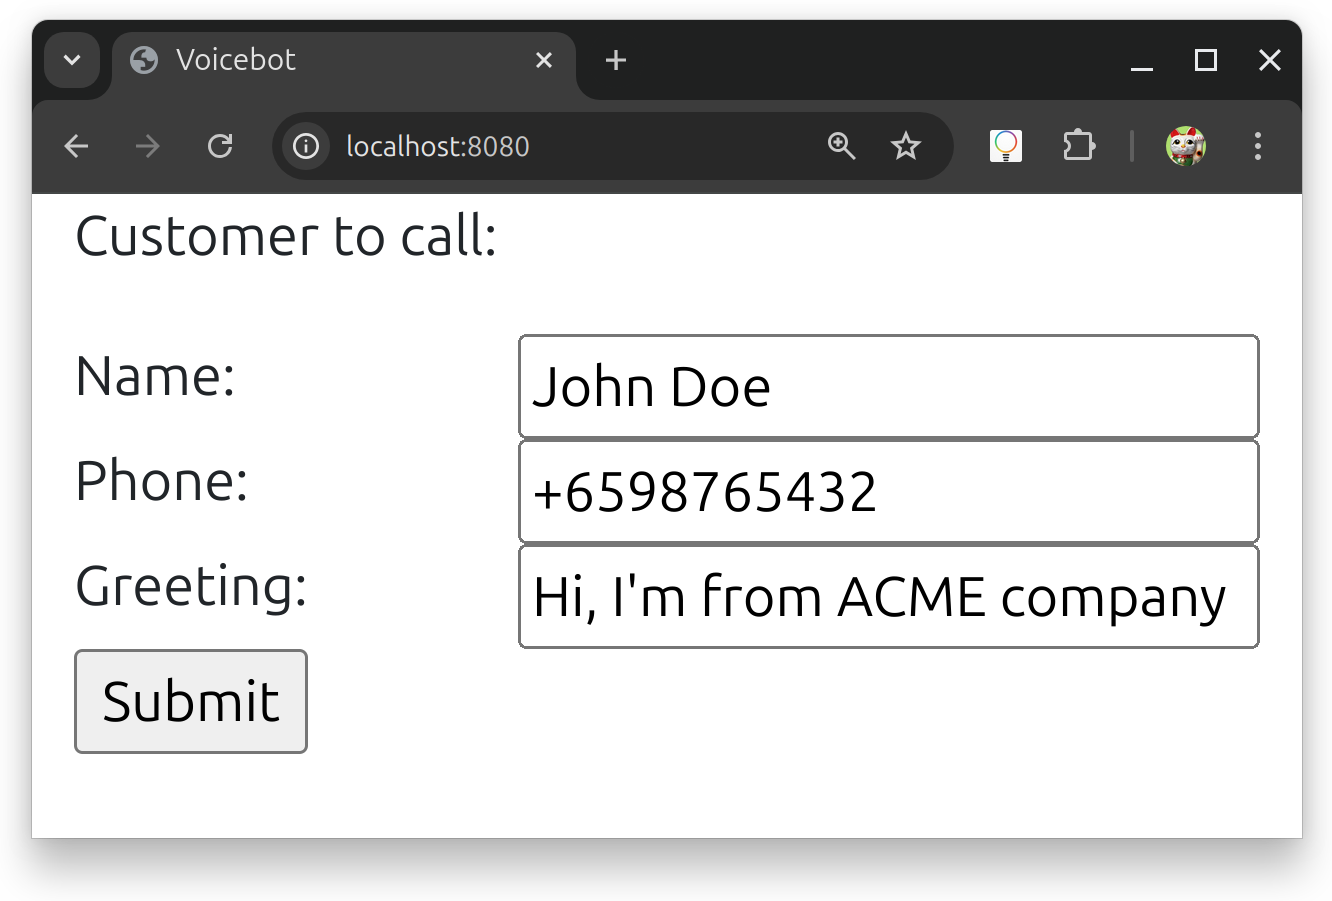 Voicebot
localhost:8080
Customer to call:
Name:
John Doe
Phone:
+6598765432
Greeting:
Hi, I'm from ACME company
Submit